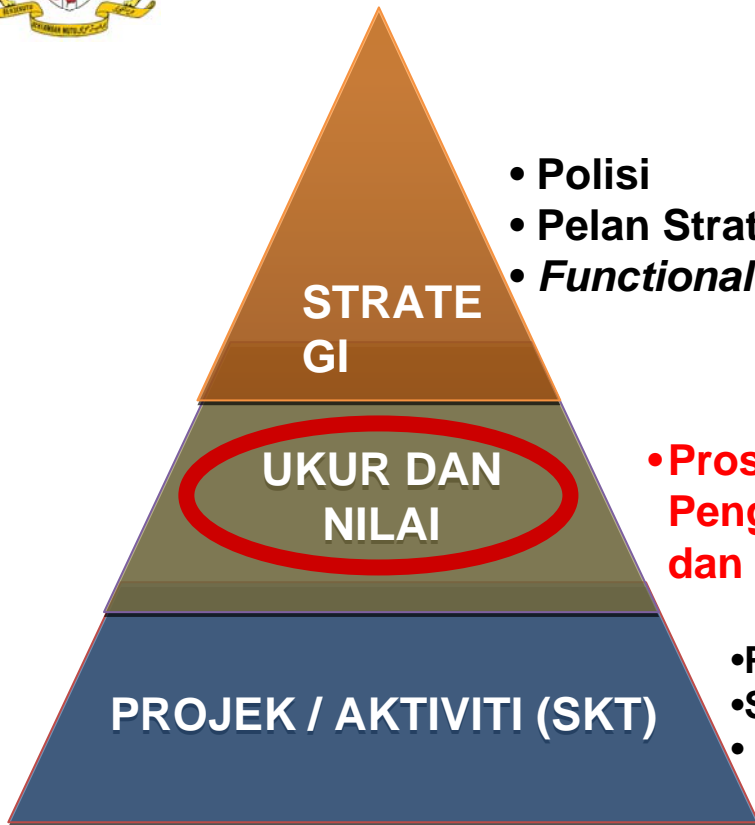 • Polisi
• Pelan Strat
• Functional
STRATE
GI
UKUR DAN
NILAI
• Pros
Peng
dan
PROJEK / AKTIVITI (SKT)